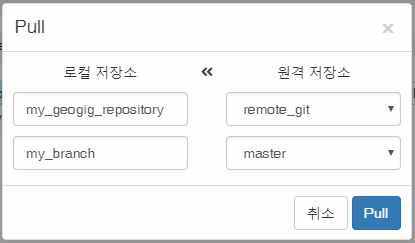 Pull ×
로컬 저장소 « 원격 저장소
my_geogig_repository remote_git
my_branch master
취소 Pull